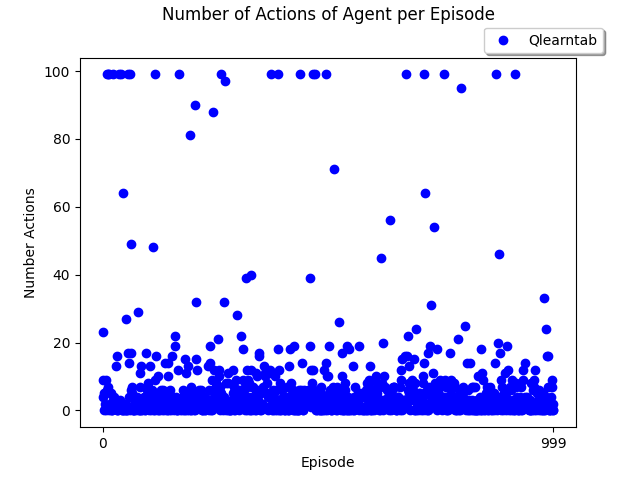 Number of Actions of Agent per Episode
Qlearntab
100
80
60
40
20
0
Number Actions
0 999
Episode